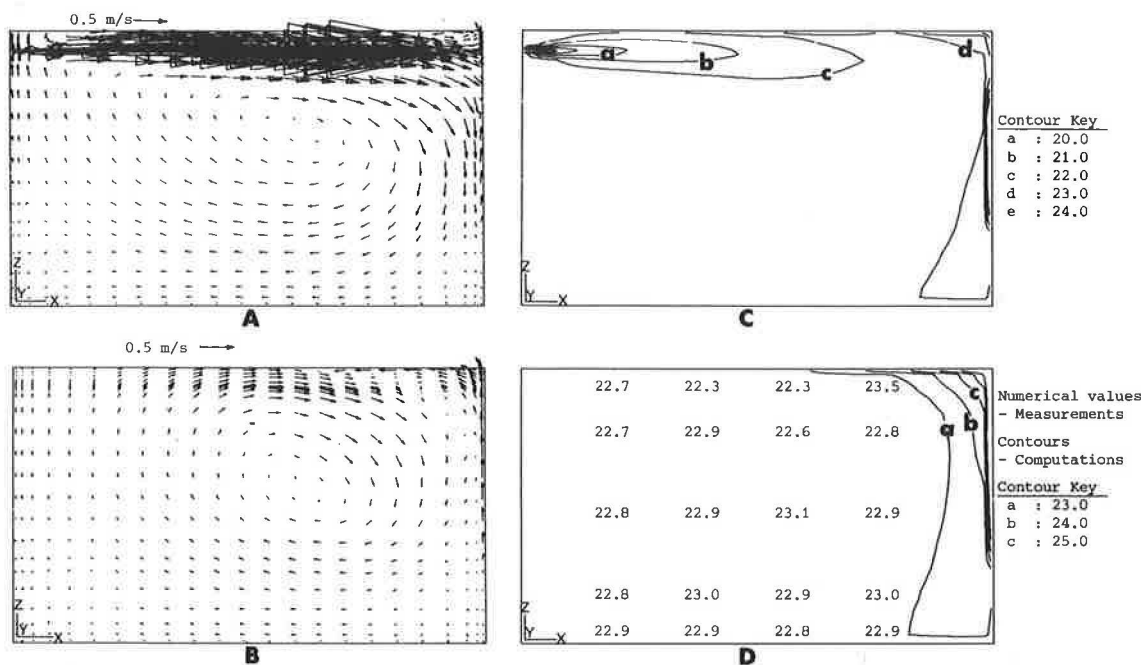 0.5 m/s
Z
Y X
A
a
b
c
d
Z
Y X
C
Contour Key
a : 20.0
b : 21.0
c : 22.0
d : 23.0
e : 24.0
0.5 m/s
Z
Y X
B
22.7 22.3 22.3 23.5
22.7 22.9 22.6 22.8
22.8 22.9 23.1 22.9
22.8 23.0 22.9 23.0
22.9 22.9 22.8 22.9
a
b
c
Z
Y X
D
Numerical values
- Measurements
Contours
- Computations
Contour Key
a : 23.0
b : 24.0
c : 25.0